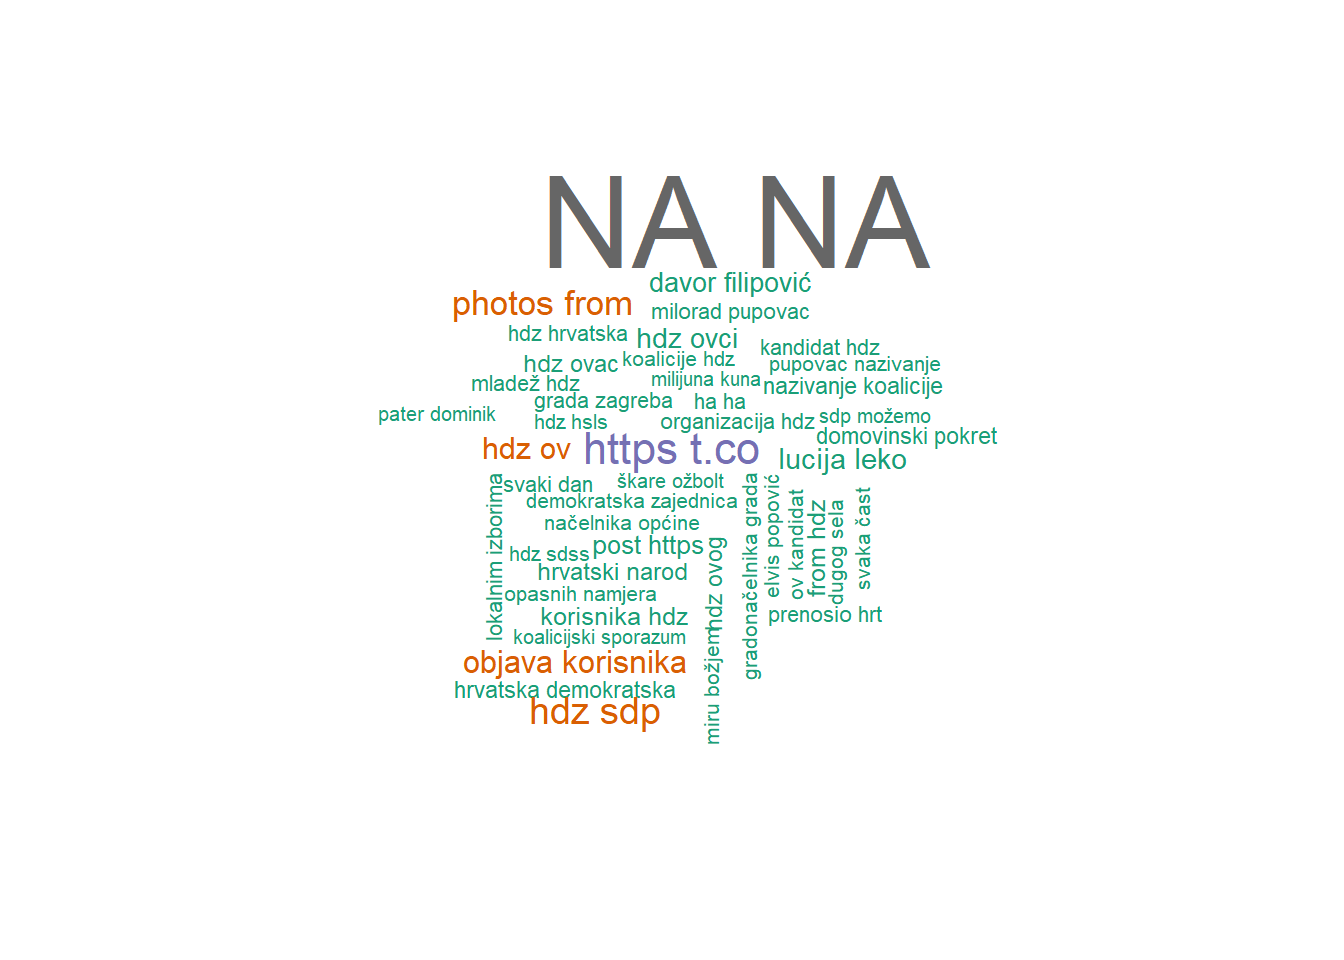 NA NA
davor filipović
photos from
milorad pupovac
hdz hrvatska
hdz ovci
kandidat hdz
koalicije hdz
hdz ovac
pupovac nazivanje
milijuna kuna
mladež hdz
nazivanje koalicije
grada zagreba
ha ha
pater dominik
sdp možemo
hdz hsls
organizacija hdz
domovinski pokret
hdz ov
https t.co
lucija leko
svaki dan
škare ožbolt
demokratska zajednica
načelnika općine
post https
hdz sdss
hrvatski narod
opasnih namjera
korisnika hdz
prenosio hrt
koalicijski sporazum
objava korisnika
hrvatska demokratska
hdz sdp
lokalnim izborima
hdz ovog
miru božjem
gradonačelnika grada
elvis popović
ov kandidat
from hdz
dugog sela
svaka čast